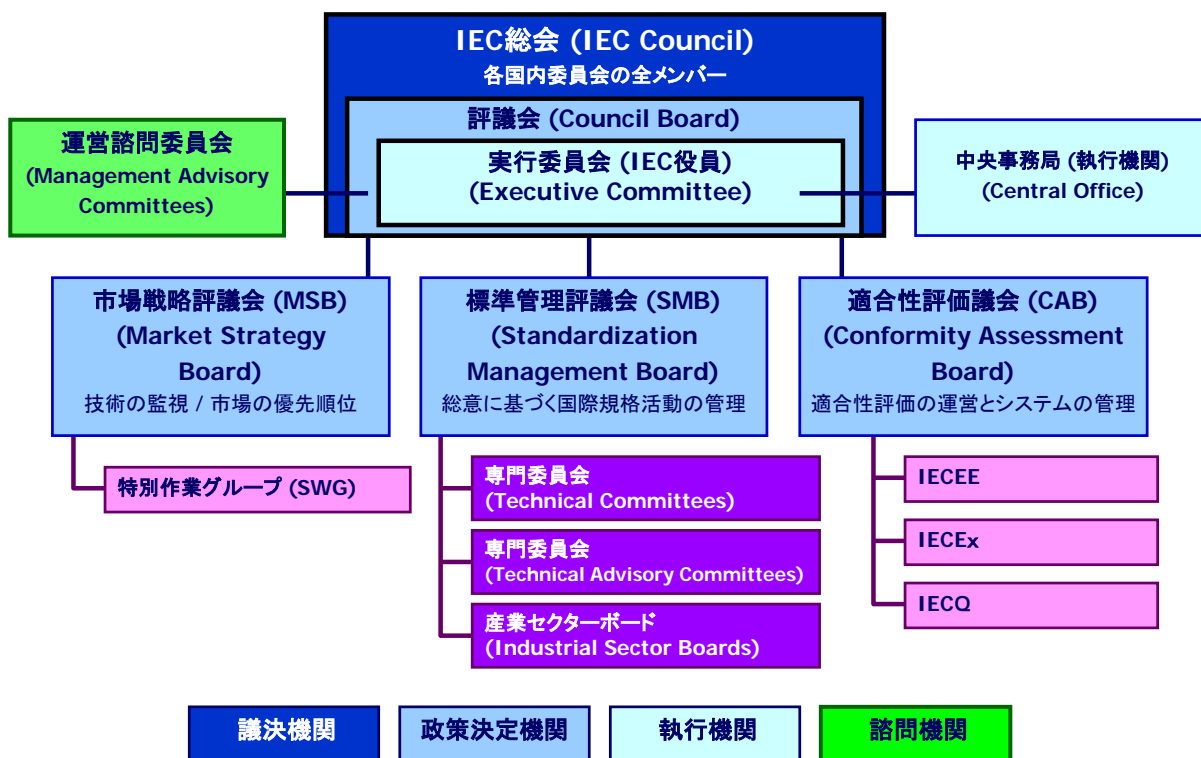 IEC総会 (IEC Council)
各国内委員会の全メンバー
評議会 (Council Board)
実行委員会 (IEC役員)
(Executive Committee)
運営諮問委員会
(Management Advisory
Committees)
中央事務局 (執行機関)
(Central Office)
市場戦略評議会 (MSB)
(Market Strategy
Board)
技術の監視 / 市場の優先順位
標準管理評議会 (SMB)
(Standardization
Management Board)
総意に基づく国際規格活動の管理
適合性評価議会 (CAB)
(Conformity Assessment
Board)
適合性評価の運営とシステムの管理
特別作業グループ (SWG)
専門委員会
(Technical Committees)
専門委員会
(Technical Advisory Committees)
産業セクターボード
(Industrial Sector Boards)
IECEE
IECEx
IECQ
議決機関
政策決定機関
執行機関
諮問機関